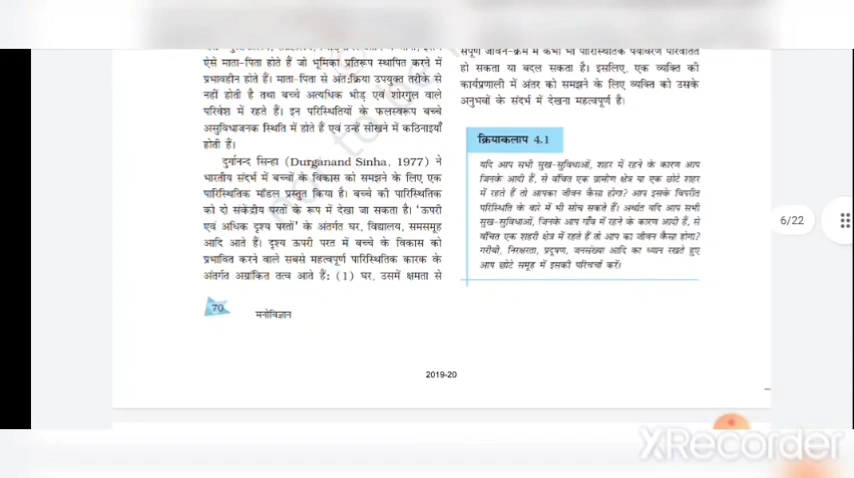 ऐसे माता-पिता होते हैं जो भूमिका प्रतिरूप स्थापित करने में
प्रभावहीन होते हैं। माता-पिता से अंतःक्रिया उपयुक्त तरीके से
नहीं होती है तथा बच्चे अत्यधिक भीड़ एवं शोरगुल वाले
परिवेश में रहते हैं। इन परिस्थितियों के फलस्वरूप बच्चे
असुविधाजनक स्थिति में होते हैं एवं उन्हें सीखने में कठिनाइयाँ
होती हैं।
दुर्गानन्द सिन्हा (Durganand Sinha, 1977) ने
भारतीय संदर्भ में बच्चों के विकास को समझने के लिए एक
पारिस्थितिक मॉडल प्रस्तुत किया है। बच्चे की पारिस्थितिक
को दो संकेंद्रीय परतों के रूप में देखा जा सकता है। 'ऊपरी
एवं अधिक दृश्य परतों' के अंतर्गत घर, विद्यालय, समसमूह
आदि आते हैं। दृश्य ऊपरी परत में बच्चे के विकास को
प्रभावित करने वाले सबसे महत्वपूर्ण पारिस्थितिक कारक के
अंतर्गत अग्रांकित तत्व आते हैं: (1) घर, उसमें क्षमता से
70
मनोविज्ञान
संपूर्ण जीवन-क्रम में कभी भी पारिस्थितिक पर्यावरण परिवर्तित
हो सकता या बदल सकता है। इसलिए, एक व्यक्ति की
कार्यप्रणाली में अंतर को समझने के लिए व्यक्ति को उसके
अनुभवों के संदर्भ में देखना महत्वपूर्ण है।
क्रियाकलाप 4.1
यदि आप सभी सुख-सुविधाओं, शहर में रहने के कारण आप
जिनके आदी हैं, से वंचित एक ग्रामीण क्षेत्र या एक छोटे शहर
में रहते हैं तो आपका जीवन कैसा होगा? आप इसके विपरीत
परिस्थिति के बारे में भी सोच सकते हैं। अर्थात यदि आप सभी
सुख-सुविधाओं, जिनके आप गाँव में रहने के कारण आदी हैं, से
वंचित एक शहरी क्षेत्र में रहते हैं तो आप का जीवन कैसा होगा?
गरीबी, निरक्षरता, प्रदूषण, जनसंख्या आदि का ध्यान रखते हुए
आप छोटे समूह में इसकी परिचर्चा करें।
6/22
2019-20
XRecorder